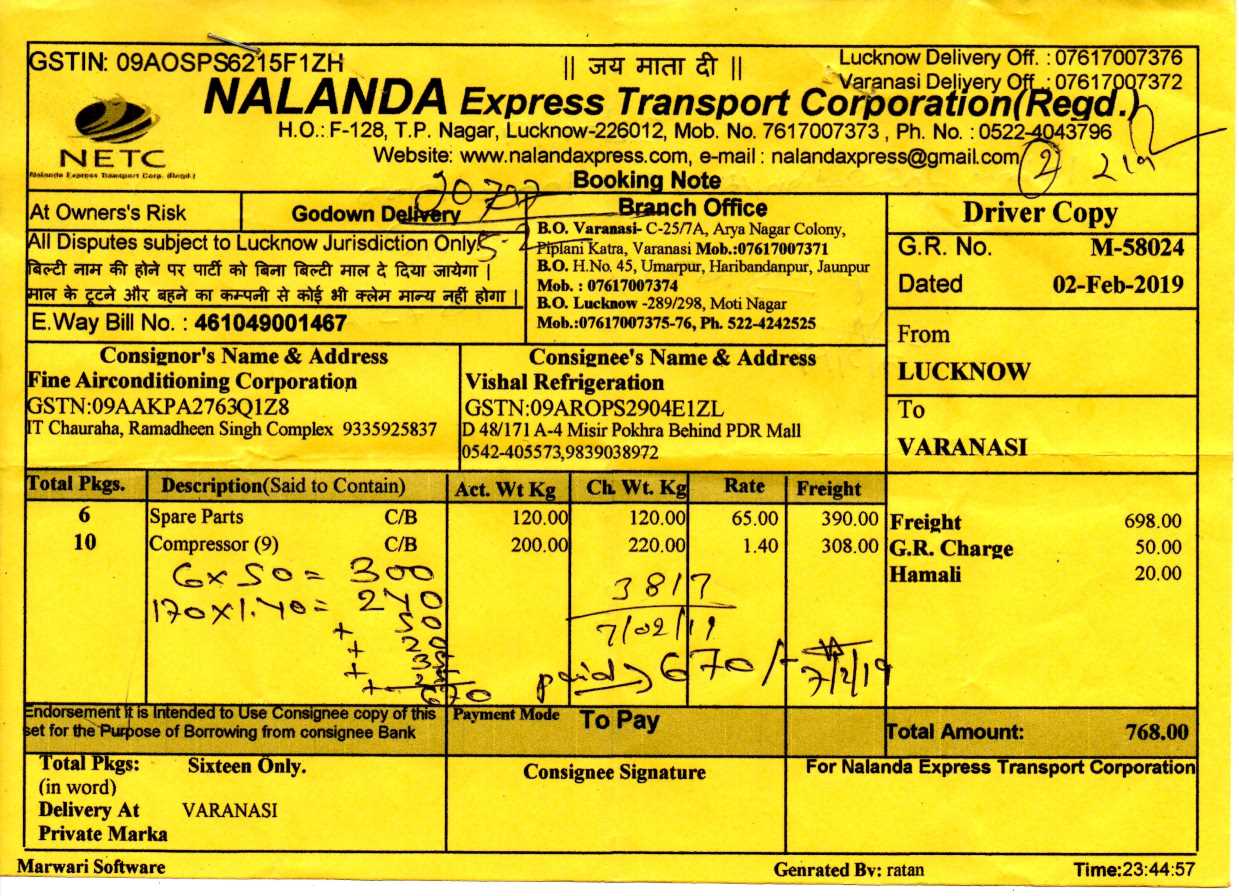 GSTIN: 09AOSPS6215F1ZH
|| जय माता दी ||
Lucknow Delivery Off. : 07617007376
Varanasi Delivery Off. : 07617007372
NALANDA Express Transport Corporation(Regd.)
H.O.: F-128, T.P. Nagar, Lucknow-226012, Mob. No. 7617007373 , Ph. No. : 0522-4043796
Website: www.nalandaxpress.com, e-mail : nalandaxpress@gmail.com
NETC
Nalanda Express Transport Corp. (Regd.)
2
Booking Note
At Owners's Risk
Godown Delivery
All Disputes subject to Lucknow Jurisdiction Only
बिल्टी नाम की होने पर पार्टी को बिना बिल्टी माल दे दिया जायेगा |
माल के टूटने और बहने का कम्पनी से कोई भी क्लेम मान्य नहीं होगा |
E.Way Bill No. : 461049001467
Branch Office
B.O. Varanasi- C-25/7A, Arya Nagar Colony,
Piplani Katra, Varanasi Mob.:07617007371
B.O. H.No. 45, Umarpur, Haribandanpur, Jaunpur
Mob. : 07617007374
B.O. Lucknow -289/298, Moti Nagar
Mob.:07617007375-76, Ph. 522-4242525
Driver Copy
G.R. No. M-58024
Dated 02-Feb-2019
From
LUCKNOW
To
VARANASI
Consignor's Name & Address
Fine Airconditioning Corporation
GSTN:09AAKPA2763Q1Z8
IT Chauraha, Ramadheen Singh Complex 9335925837
Consignee's Name & Address
Vishal Refrigeration
GSTN:09AROPS2904E1ZL
D 48/171 A-4 Misir Pokhra Behind PDR Mall
0542-405573,9839038972
Total Pkgs. Description(Said to Contain) Act. Wt Kg Ch. Wt. Kg Rate Freight
6 Spare Parts C/B 120.00 120.00 65.00 390.00
10 Compressor (9) C/B 200.00 220.00 1.40 308.00
Freight 698.00
G.R. Charge 50.00
Hamali 20.00
6x50= 300
170x1.40= 240
+ 50
+ 20
670
3817
7/02/19
paid 670/-
7/2/19
Endorsement It is Intended to Use Consignee copy of this
set for the Purpose of Borrowing from consignee Bank
Payment Mode To Pay
Total Amount: 768.00
Total Pkgs: Sixteen Only.
(in word)
Delivery At VARANASI
Private Marka
Consignee Signature
For Nalanda Express Transport Corporation
Marwari Software
Genrated By: ratan
Time:23:44:57